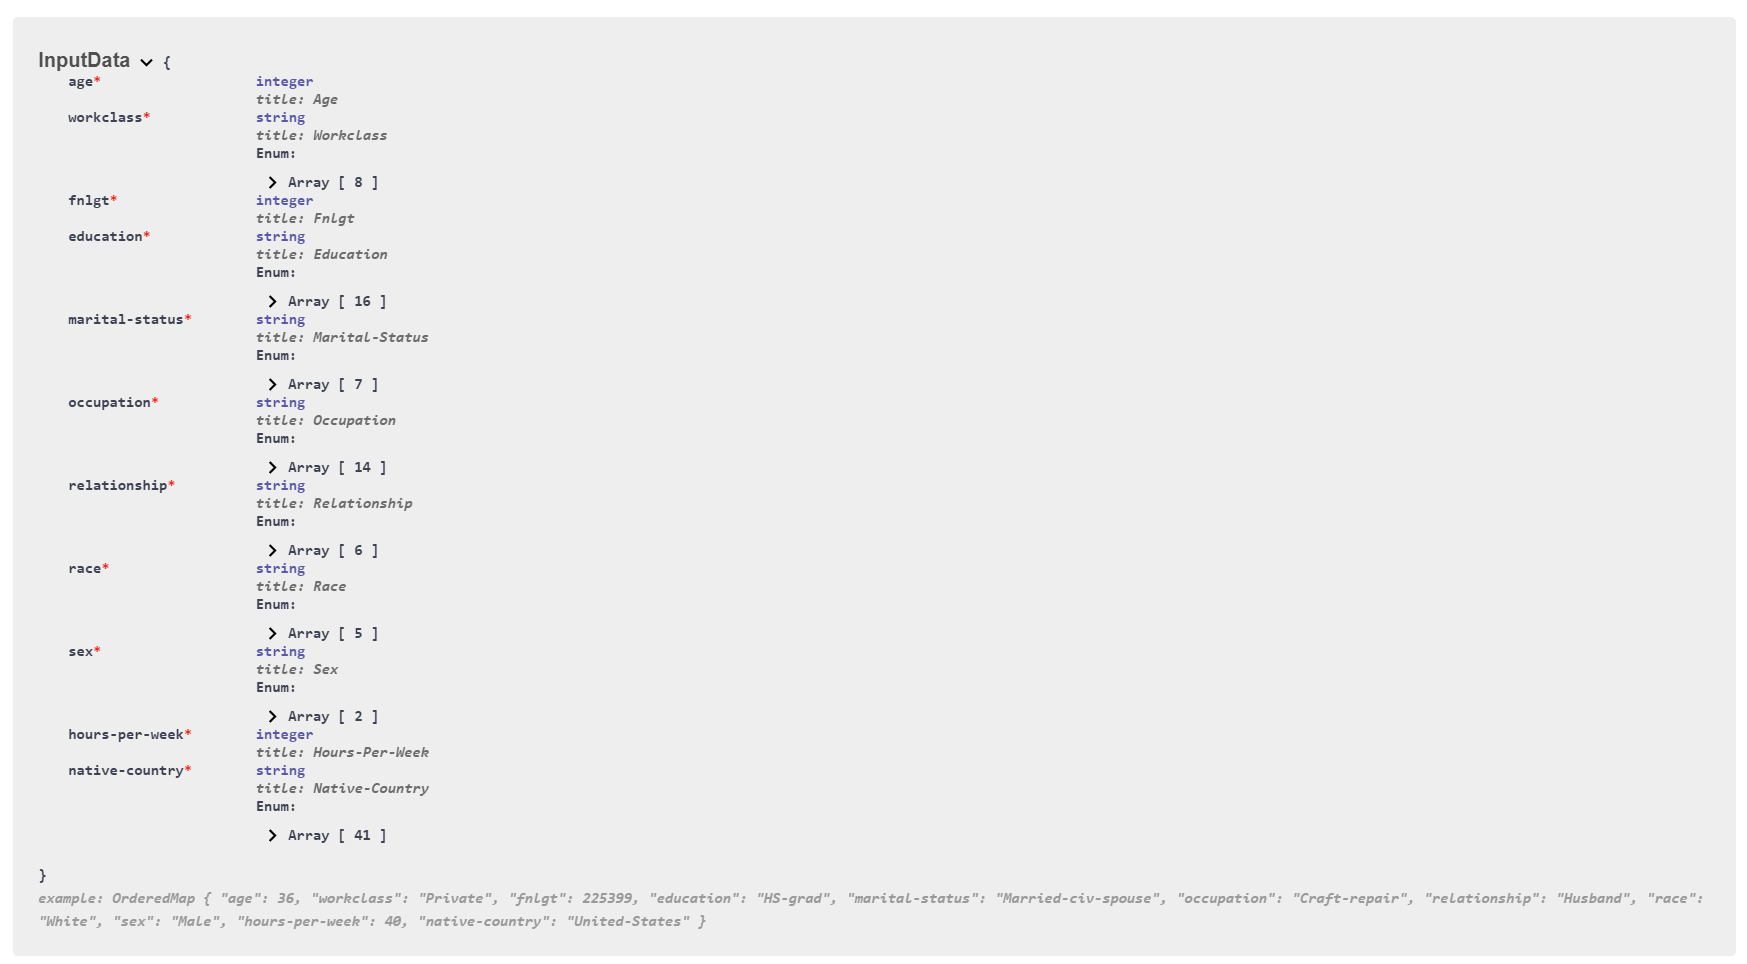 InputData {
age* integer
title: Age
workclass* string
title: Workclass
Enum:
Array [ 8 ]
fnlgt* integer
title: Fnlgt
education* string
title: Education
Enum:
Array [ 16 ]
marital-status* string
title: Marital-Status
Enum:
Array [ 7 ]
occupation* string
title: Occupation
Enum:
Array [ 14 ]
relationship* string
title: Relationship
Enum:
Array [ 6 ]
race* string
title: Race
Enum:
Array [ 5 ]
sex* string
title: Sex
Enum:
Array [ 2 ]
hours-per-week* integer
title: Hours-Per-Week
native-country* string
title: Native-Country
Enum:
Array [ 41 ]
}
example: OrderedMap { "age": 36, "workclass": "Private", "fnlgt": 225399, "education": "HS-grad", "marital-status": "Married-civ-spouse", "occupation": "Craft-repair", "relationship": "Husband", "race":
"White", "sex": "Male", "hours-per-week": 40, "native-country": "United-States" }